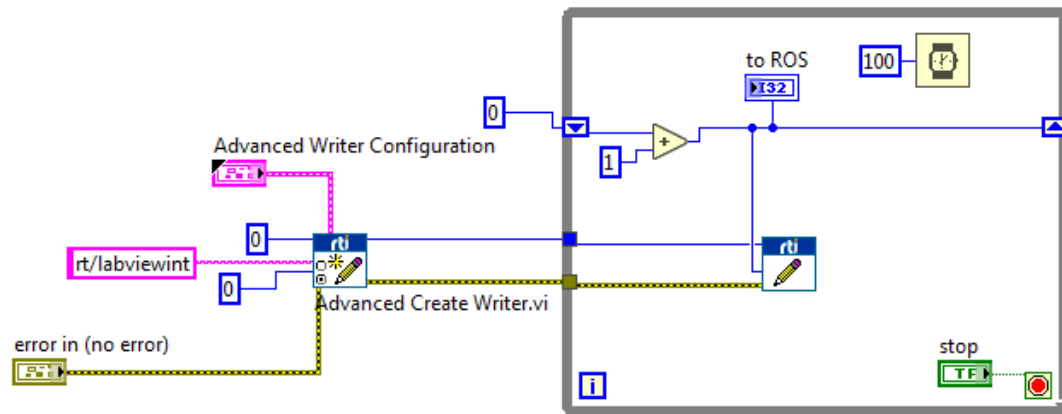 to ROS
100
I32
0
1
Advanced Writer Configuration
0
rti
rt/labviewint
0
Advanced Create Writer.vi
rti
error in (no error)
stop
TF
i